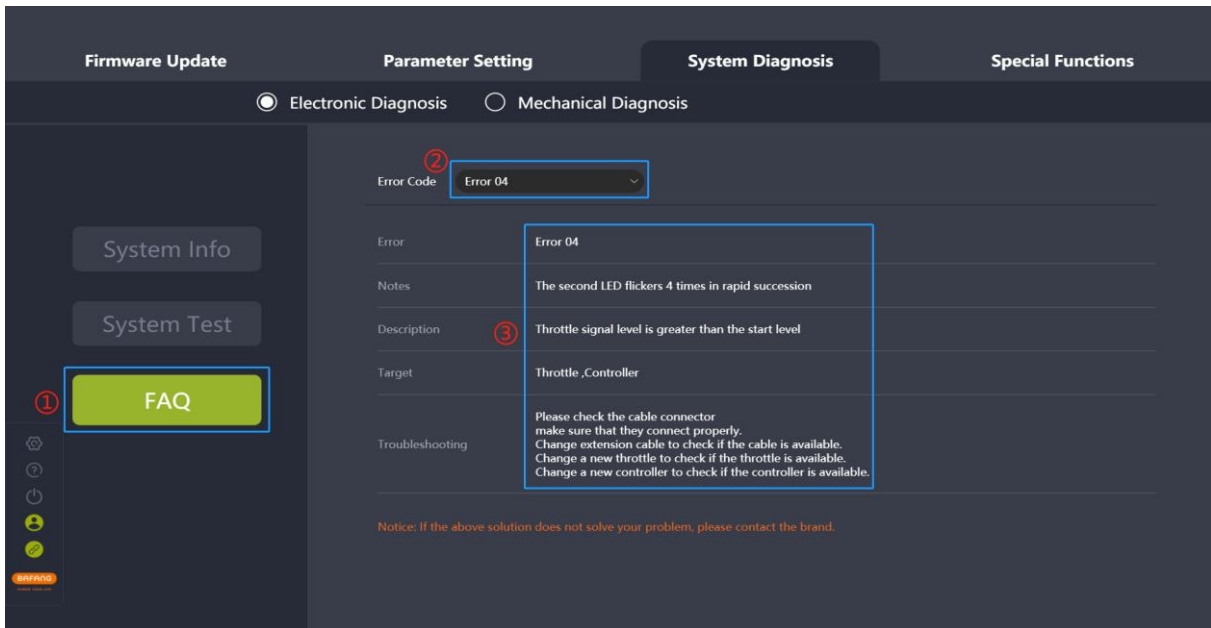 Firmware Update Parameter Setting System Diagnosis Special Functions
Electronic Diagnosis Mechanical Diagnosis
② 
Error Code Error 04
System Info
System Test
① FAQ
Error Error 04
Notes The second LED flickers 4 times in rapid succession
Description ③ Throttle signal level is greater than the start level
Target Throttle ,Controller
Troubleshooting
Please check the cable connector
make sure that they connect properly.
Change extension cable to check if the cable is available.
Change a new throttle to check if the throttle is available.
Change a new controller to check if the controller is available.
Notice: If the above solution does not solve your problem, please contact the brand.
BAFANG